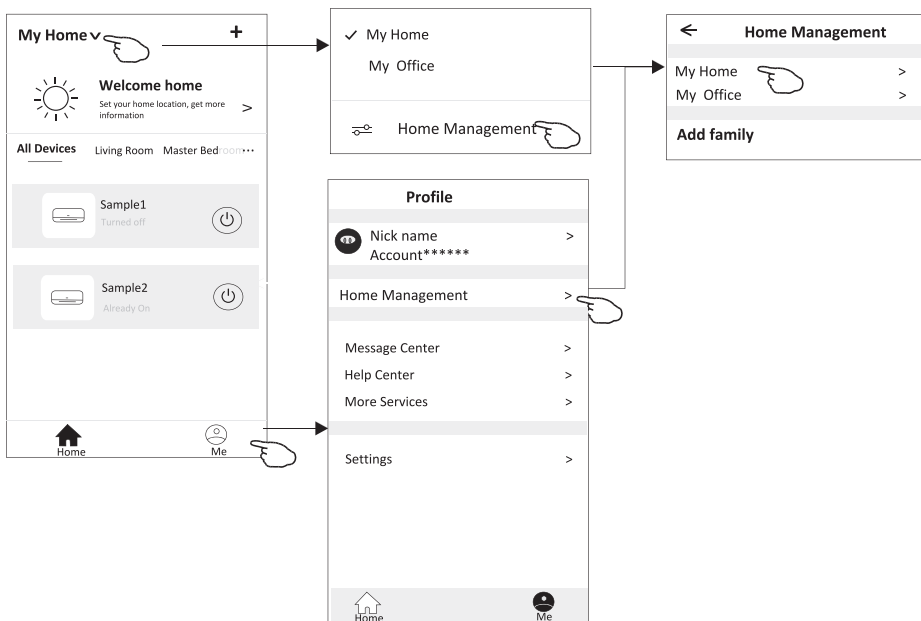 My Home
+
Welcome home
Set your home location, get more
information
>
All Devices Living Room Master Bedroom ...
Sample1
Turned off
Sample2
Already On
Home Me
✓ My Home
My Office
Home Management
Profile
Nick name >
Account******
Home Management >
Message Center >
Help Center >
More Services >
Settings >
Home Me
Home Management
My Home >
My Office >
Add family